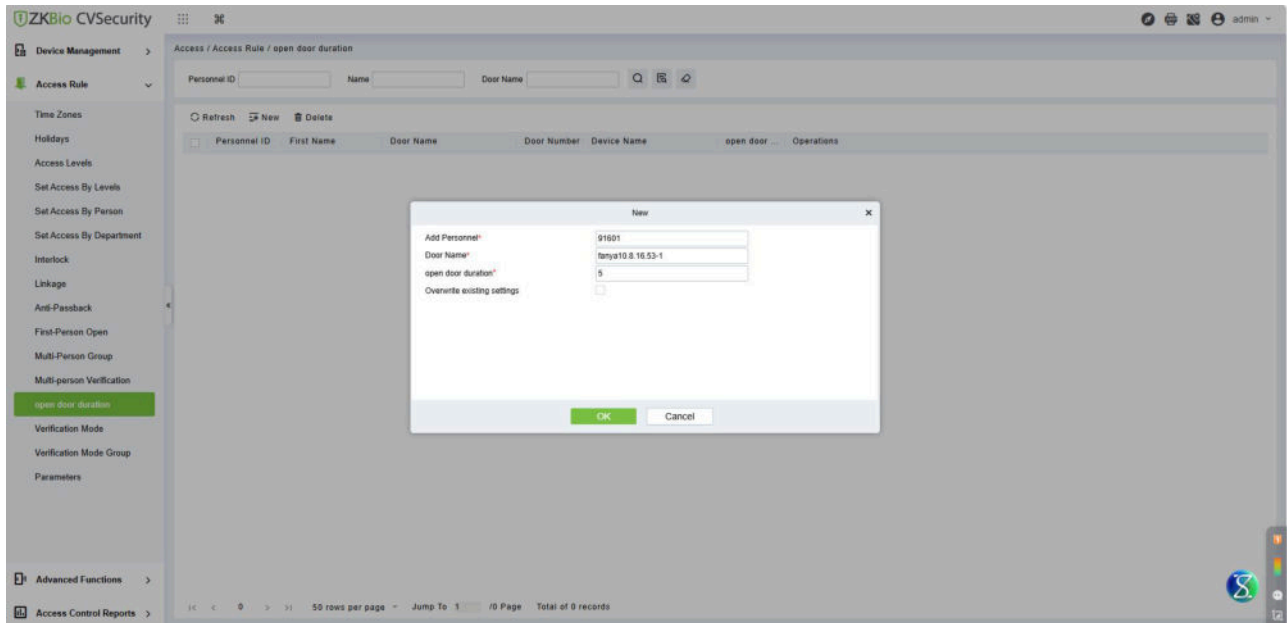 ZKBio CVSecurity
admin
Device Management
Access Rule
Time Zones
Holidays
Access Levels
Set Access By Levels
Set Access By Person
Set Access By Department
Interlock
Linkage
Anti-Passback
First-Person Open
Multi-Person Group
Multi-person Verification
open door duration
Verification Mode
Verification Mode Group
Parameters
Advanced Functions
Access Control Reports
Access / Access Rule / open door duration
Personnel ID Name Door Name
Refresh New Delete
Personnel ID First Name Door Name Door Number Device Name open door ... Operations
New
Add Personnel* 91601
Door Name* fanya10.8.16.53-1
open door duration* 5
Overwrite existing settings
OK Cancel
0 50 rows per page Jump To 1 /0 Page Total of 0 records